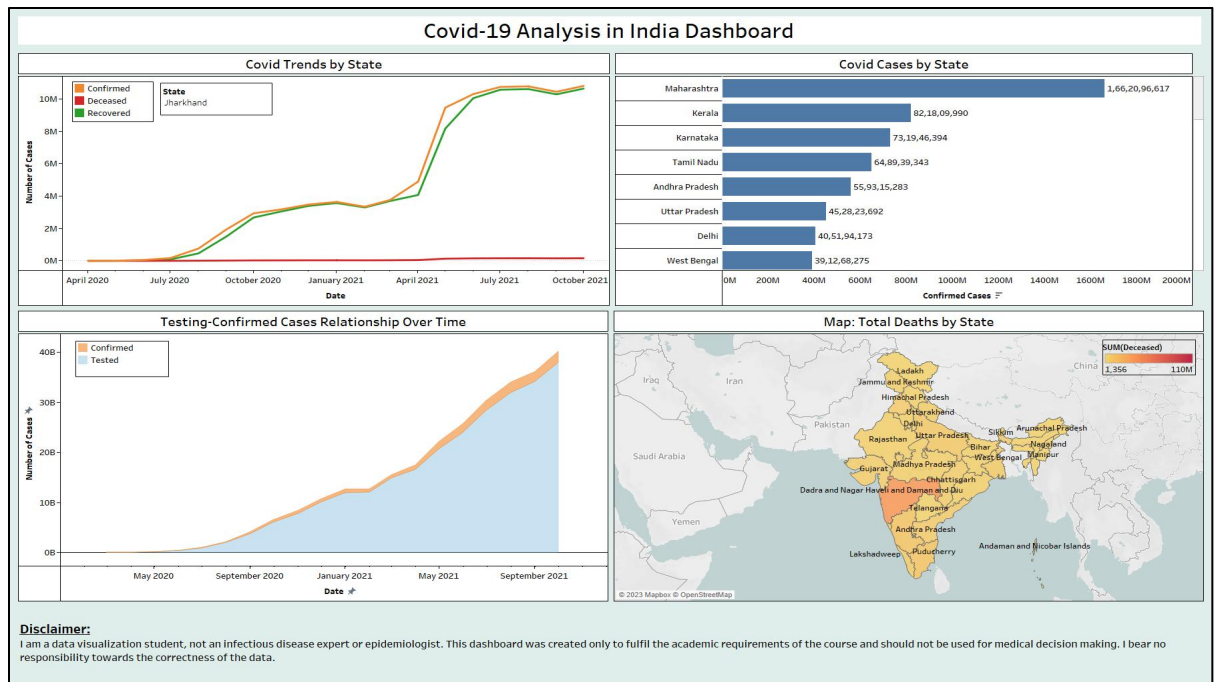 Covid-19 Analysis in India Dashboard
Covid Trends by State
Confirmed
Deceased
Recovered
State
Jharkhand
Number of Cases
10M
8M
6M
4M
2M
0M
April 2020 July 2020 October 2020 January 2021 April 2021 July 2021 October 2021
Date
Covid Cases by State
Maharashtra 1,66,20,96,617
Kerala 82,18,09,990
Karnataka 73,19,46,394
Tamil Nadu 64,89,39,343
Andhra Pradesh 55,93,15,283
Uttar Pradesh 45,28,23,692
Delhi 40,51,94,173
West Bengal 39,12,68,275
0M 200M 400M 600M 800M 1000M 1200M 1400M 1600M 1800M 2000M
Confirmed Cases
Testing-Confirmed Cases Relationship Over Time
Confirmed
Tested
Number of Cases
40B
30B
20B
10B
0B
May 2020 September 2020 January 2021 May 2021 September 2021
Date
Map: Total Deaths by State
SUM(Deceased)
1,356 110M
China
Iraq
Iran
Pakistan
Saudi Arabia
Yemen
Ladakh
Jammu and Kashmir
Himachal Pradesh
Uttarakhand
Delhi
Rajasthan
Uttar Pradesh
Sikkim
Arunachal Pradesh
Nagaland
Bihar
Manipur
West Bengal
Gujarat
Madhya Pradesh
Chhattisgarh
Dadra and Nagar Haveli and Daman and Diu
Telangana
Andhra Pradesh
Lakshadweep
Puducherry
Andaman and Nicobar Islands
© 2023 Mapbox © OpenStreetMap
Disclaimer:
I am a data visualization student, not an infectious disease expert or epidemiologist. This dashboard was created only to fulfil the academic requirements of the course and should not be used for medical decision making. I bear no
responsibility towards the correctness of the data.